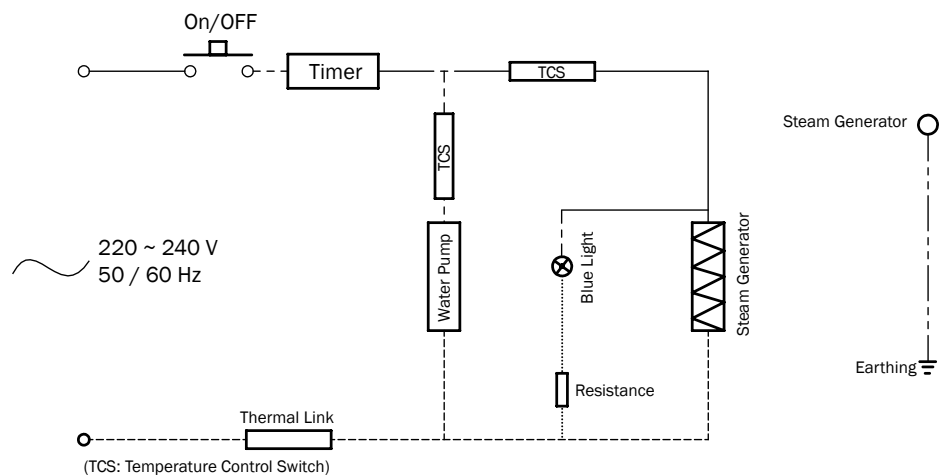 On/OFF
Timer
TCS
Steam Generator
TCS
220 ~ 240 V
50 / 60 Hz
Water Pump
Blue Light
Steam Generator
Earthing
Resistance
Thermal Link
(TCS: Temperature Control Switch)